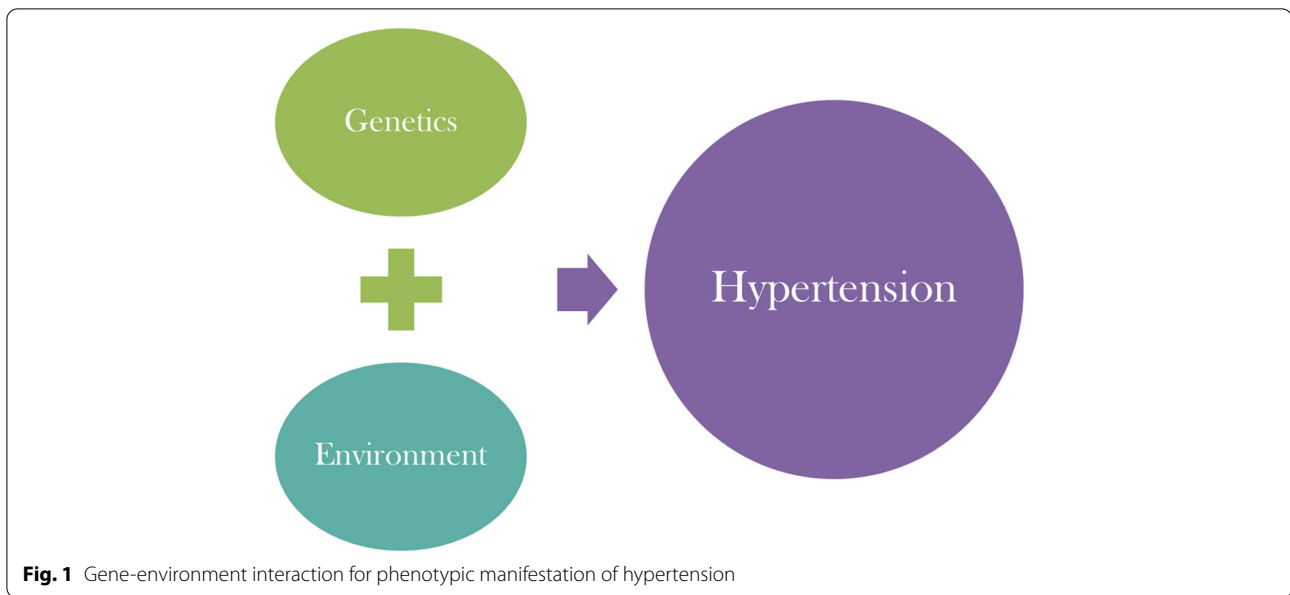 Genetics
Environment
Hypertension
Fig. 1 Gene-environment interaction for phenotypic manifestation of hypertension